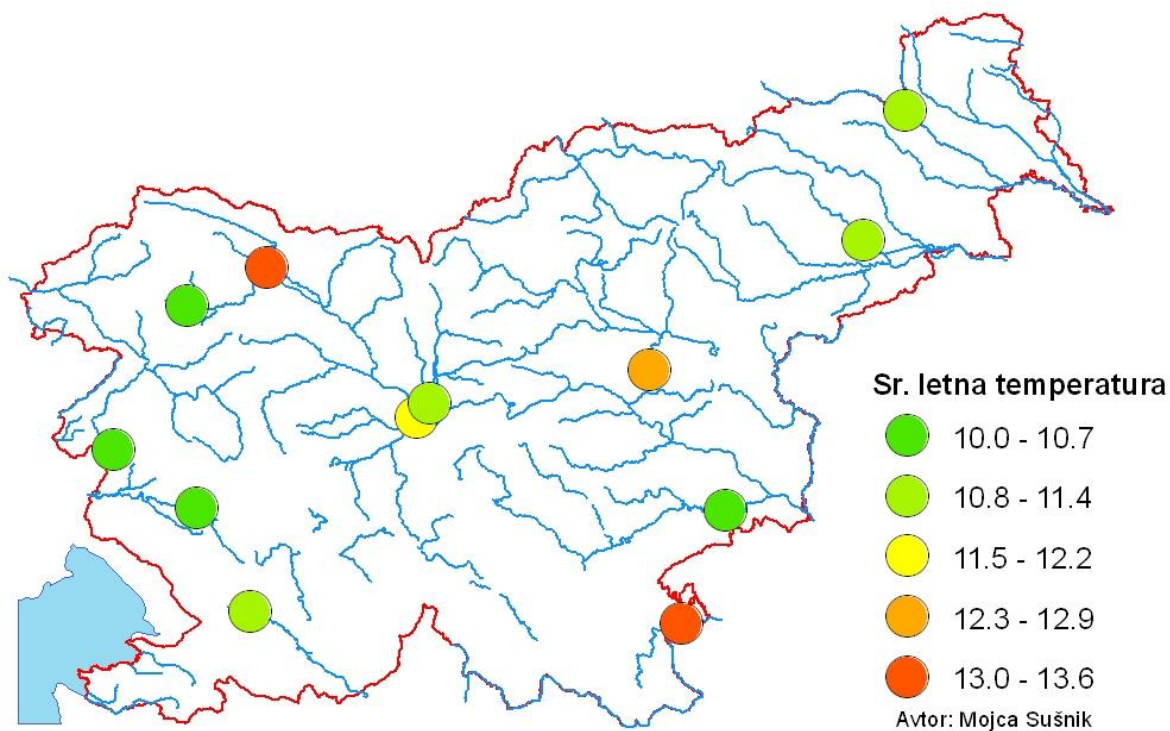 Sr. letna temperatura
10.0 - 10.7
10.8 - 11.4
11.5 - 12.2
12.3 - 12.9
13.0 - 13.6
Avtor: Mojca Sušnik